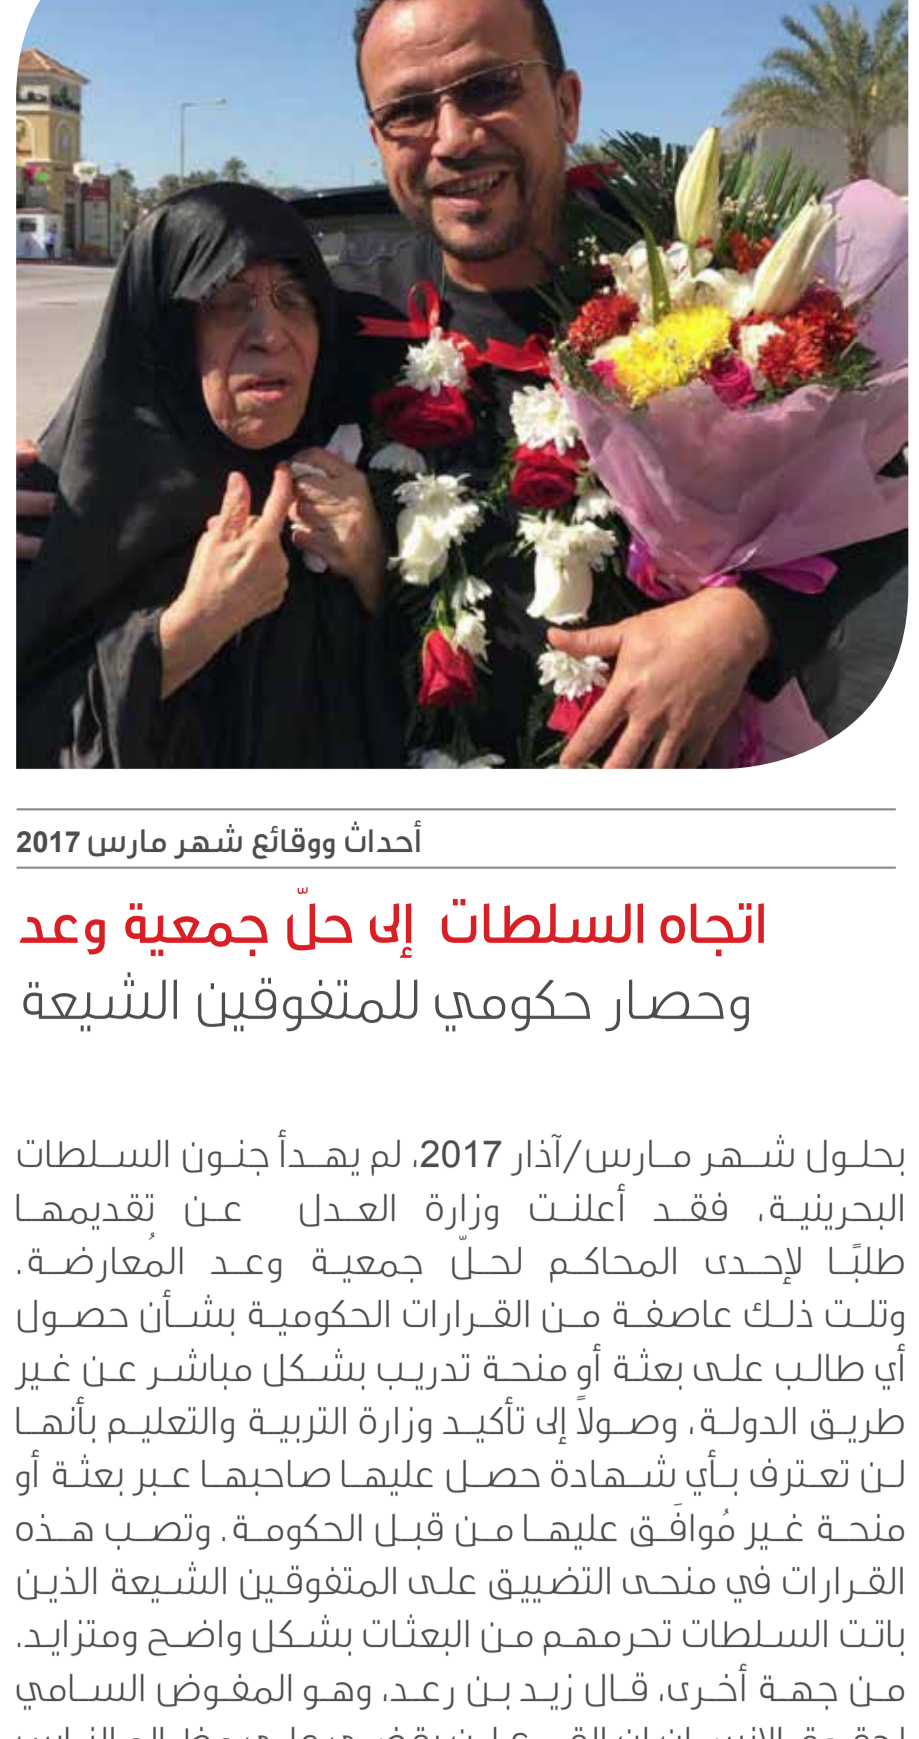 أحداث ووقائع شهر مارس 2017
اتجاه السلطات إلى حلّ جمعية وعد
وحصار حكومي للمتفوقين الشيعة
بحلول شهر مارس/آذار 2017، لم يهدأ جنون السلطات
البحرينية، فقد أعلنت وزارة العدل عن تقديمها
طلبًا لإحدى المحاكم لحلّ جمعية وعد المُعارضة.
وتلت ذلك عاصفة من القرارات الحكومية بشأن حصول
أي طالب على بعثة أو منحة تدريب بشكل مباشر عن غير
طريق الدولة، وصولاً إلى تأكيد وزارة التربية والتعليم بأنها
لن تعترف بأي شهادة حصل عليها صاحبها عبر بعثة أو
منحة غير مُوافَق عليها من قبل الحكومة. وتصب هذه
القرارات في منحى التضييق على المتفوقين الشيعة الذين
باتت السلطات تحرمهم من البعثات بشكل واضح ومتزايد.
من جهة أخرى، قال زيد بن رعد، وهو المفوض السامي